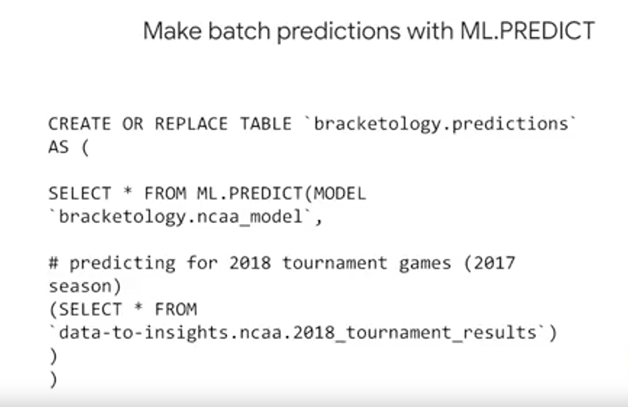 Make batch predictions with ML.PREDICT
CREATE OR REPLACE TABLE `bracketology.predictions`
AS (
SELECT * FROM ML.PREDICT(MODEL
`bracketology.ncaa_model`,
# predicting for 2018 tournament games (2017
season)
(SELECT * FROM
`data-to-insights.ncaa.2018_tournament_results`)
)
)